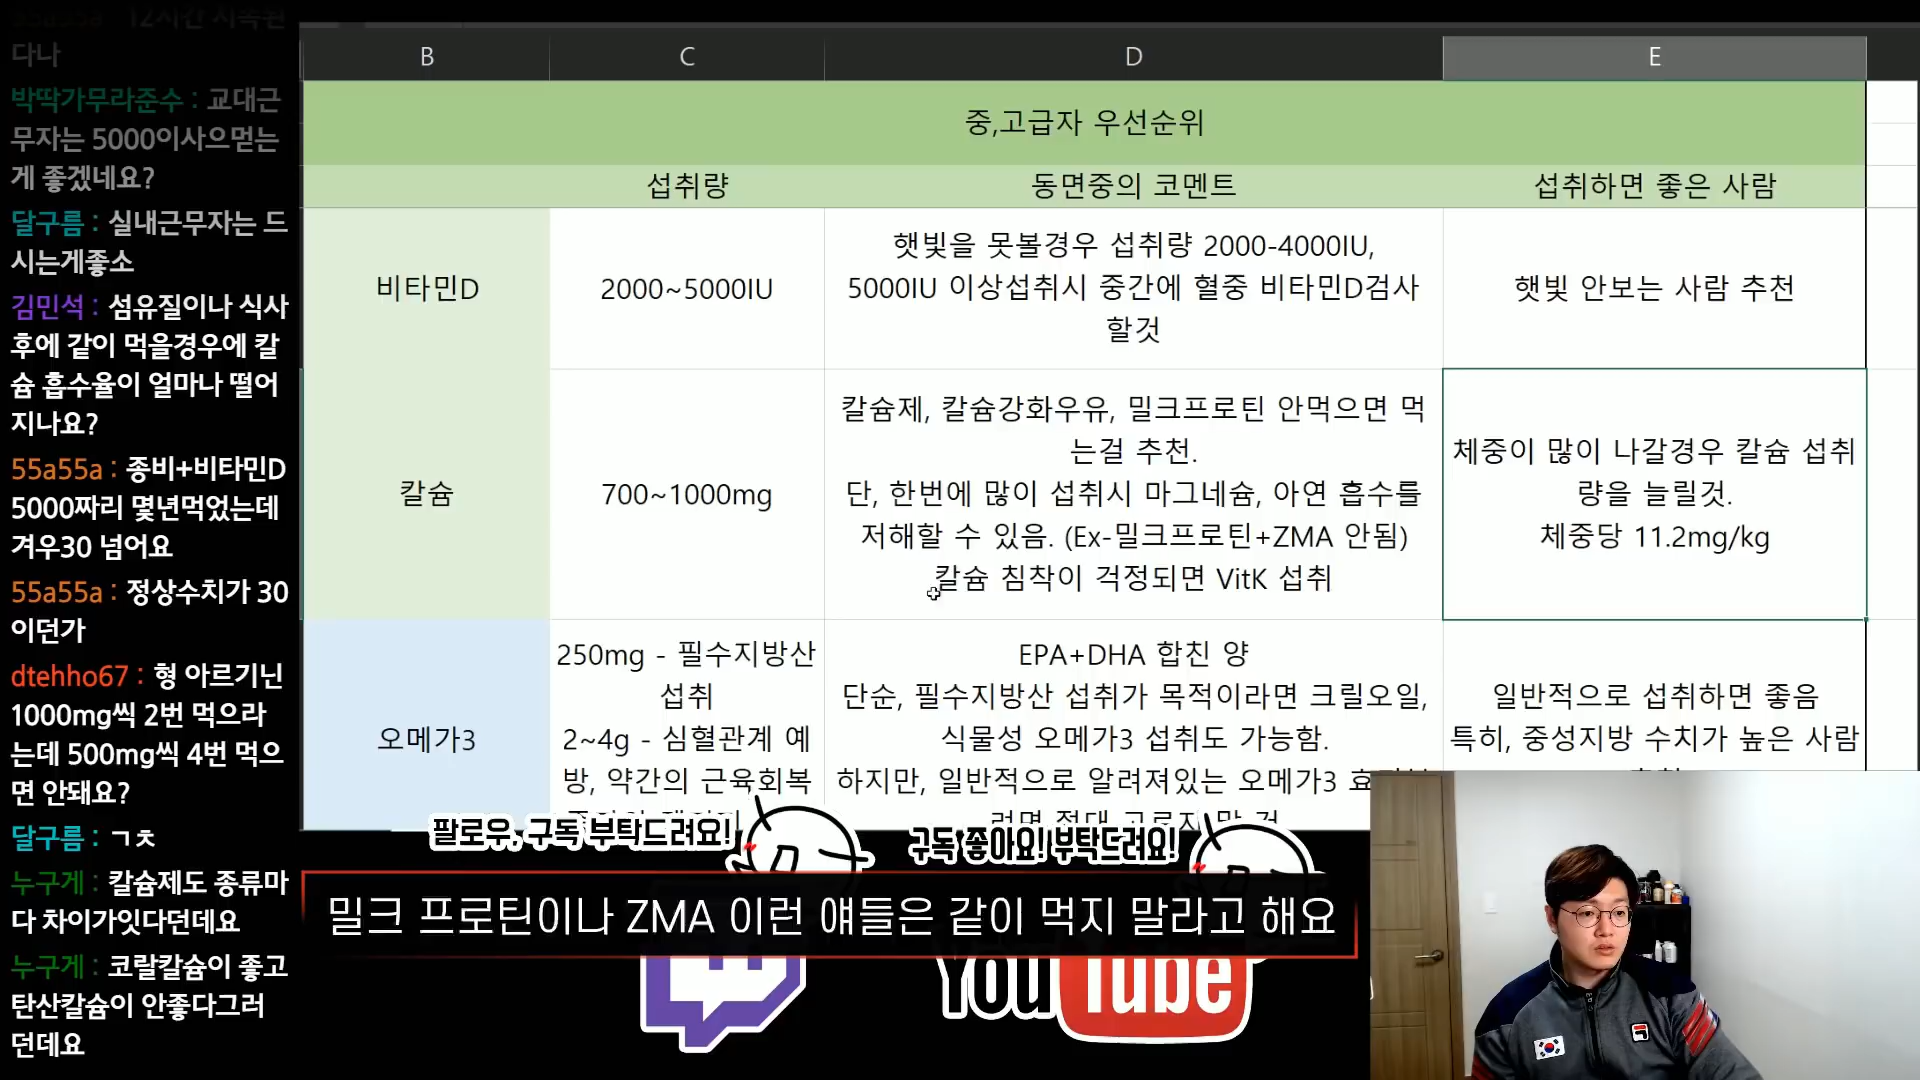 55a55a : 12시간 지속된
다나
박딱가무라준수 : 교대근
무자는 5000이사으먿는
게 좋겠네요?
달구름 : 실내근무자는 드
시는게좋소
김민석 : 섬유질이나 식사
후에 같이 먹을경우에 칼
슘 흡수율이 얼마나 떨어
지나요?
55a55a : 종비+비타민D
5000짜리 몇년먹었는데
겨우30 넘어요
55a55a : 정상수치가 30
이던가
dtehho67 : 형 아르기닌
1000mg씩 2번 먹으라
는데 500mg씩 4번 먹으
면 안돼요?
달구름 : ㄱㅊ
누구게 : 칼슘제도 종류마
다 차이가잇다던데요
누구게 : 코랄칼슘이 좋고
탄산칼슘이 안좋다그러
던데요
B C D E
중,고급자 우선순위
섭취량 동면중의 코멘트 섭취하면 좋은 사람
비타민D
2000~5000IU
햇빛을 못볼경우 섭취량 2000-4000IU,
5000IU 이상섭취시 중간에 혈중 비타민D검사
할것
햇빛 안보는 사람 추천
칼슘
700~1000mg
칼슘제, 칼슘강화우유, 밀크프로틴 안먹으면 먹
는걸 추천.
단, 한번에 많이 섭취시 마그네슘, 아연 흡수를
저해할 수 있음. (Ex-밀크프로틴+ZMA 안됨)
칼슘 침착이 걱정되면 VitK 섭취
체중이 많이 나갈경우 칼슘 섭취
량을 늘릴것.
체중당 11.2mg/kg
오메가3
250mg - 필수지방산
섭취
2~4g - 심혈관계 예
방, 약간의 근육회복
EPA+DHA 합친 양
단순, 필수지방산 섭취가 목적이라면 크릴오일,
식물성 오메가3 섭취도 가능함.
하지만, 일반적으로 알려져있는 오메가3
려면 절대 고르지 말 것
일반적으로 섭취하면 좋음
특히, 중성지방 수치가 높은 사람
팔로우, 구독 부탁드려요!
구독 좋아요! 부탁드려요!
밀크 프로틴이나 ZMA 이런 얘들은 같이 먹지 말라고 해요
YouTube